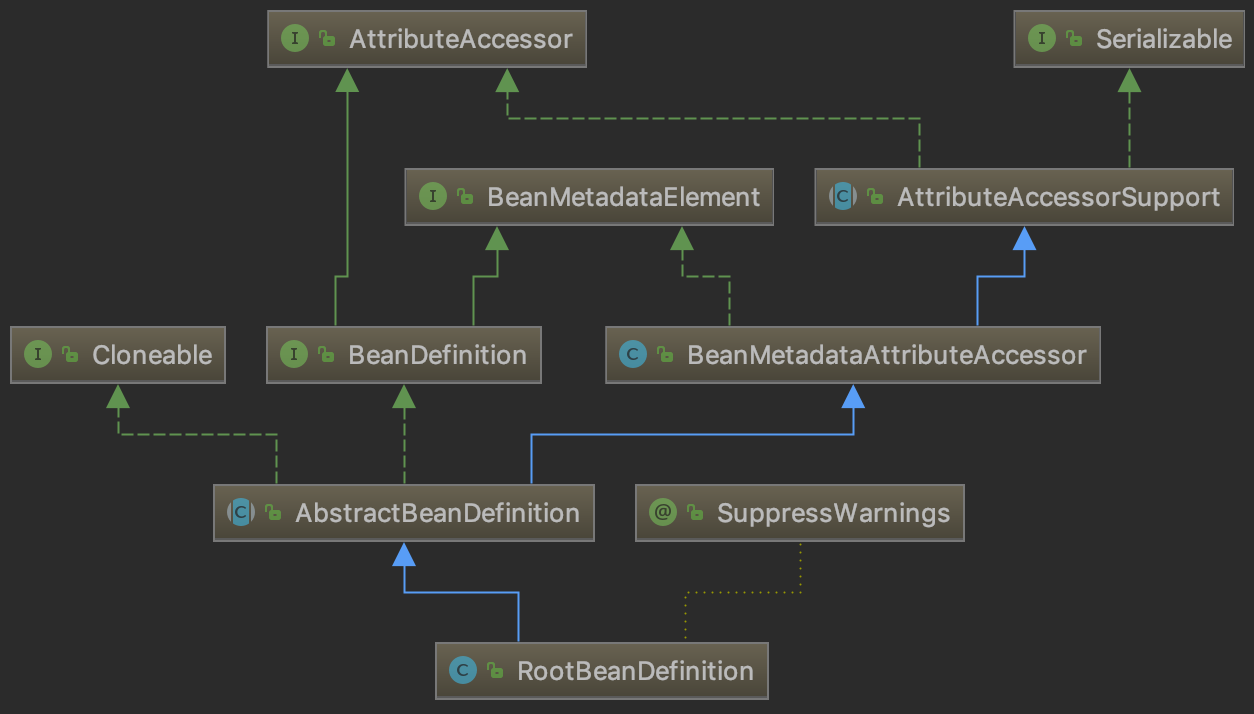 I AttributeAccessor
I Serializable
I BeanMetadataElement
C AttributeAccessorSupport
I Cloneable
I BeanDefinition
C BeanMetadataAttributeAccessor
C AbstractBeanDefinition
@ SuppressWarnings
C RootBeanDefinition